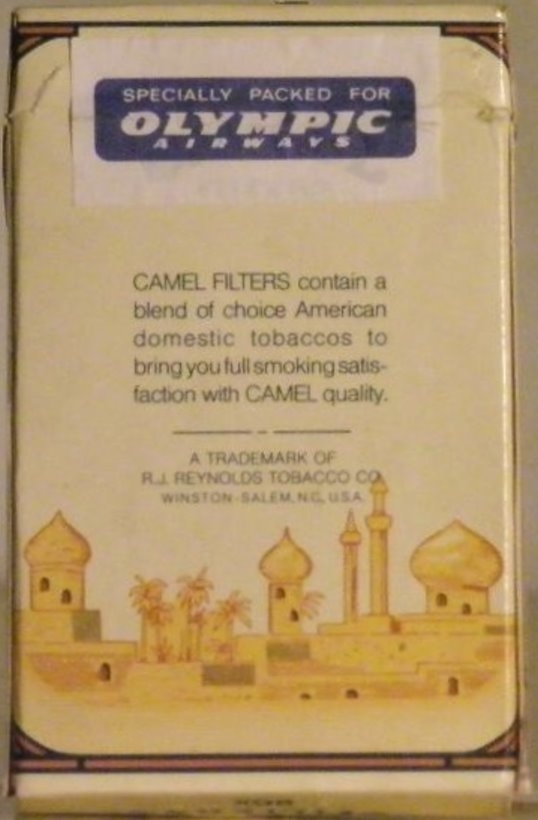 SPECIALLY PACKED FOR
OLYMPIC
AIRWAYS
CAMEL FILTERS contain a
blend of choice American
domestic tobaccos to
bring you full smoking satis-
faction with CAMEL quality.
A TRADEMARK OF
R.J. REYNOLDS TOBACCO CO.
WINSTON-SALEM, N.C., U.S.A.